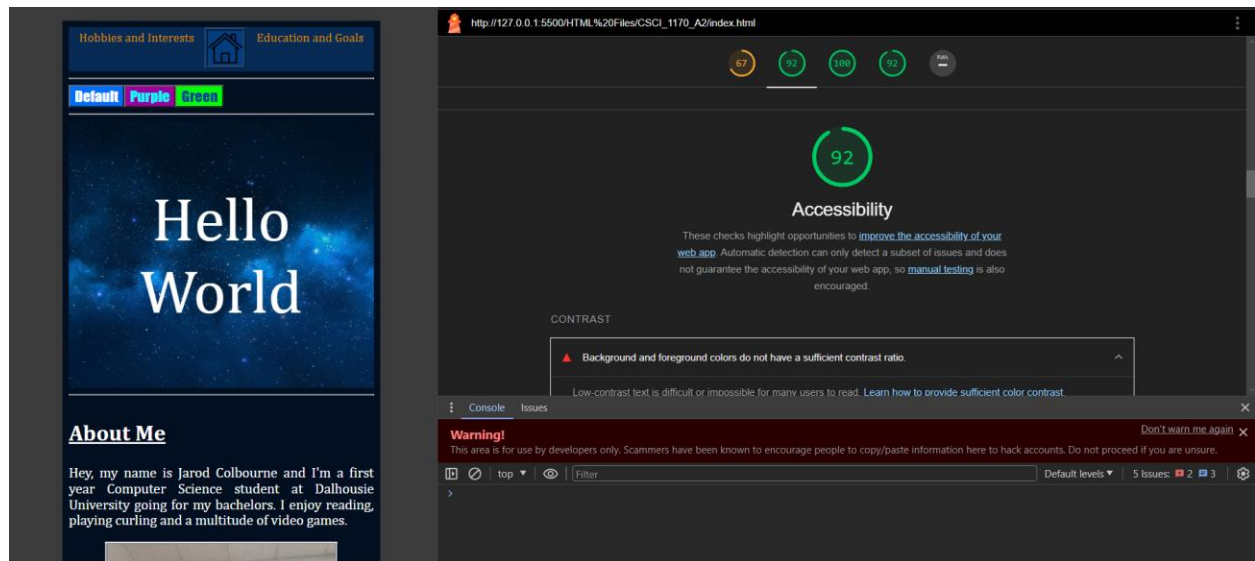 Hobbies and Interests
Education and Goals
Default Purple Green
Hello
World
About Me
Hey, my name is Jarod Colbourne and I'm a first
year Computer Science student at Dalhousie
University going for my bachelors. I enjoy reading,
playing curling and a multitude of video games.
http://127.0.0.1:5500/HTML%20Files/CSCI_1170_A2/index.html
67 92 100 92
92
Accessibility
These checks highlight opportunities to improve the accessibility of your
web app. Automatic detection can only detect a subset of issues and does
not guarantee the accessibility of your web app, so manual testing is also
encouraged.
CONTRAST
Background and foreground colors do not have a sufficient contrast ratio.
Low-contrast text is difficult or impossible for many users to read. Learn how to provide sufficient color contrast.
Console Issues
Warning! Don't warn me again
This area is for use by developers only. Scammers have been known to encourage people to copy/paste information here to hack accounts. Do not proceed if you are unsure.
top Filter Default levels 5 Issues: 2 3